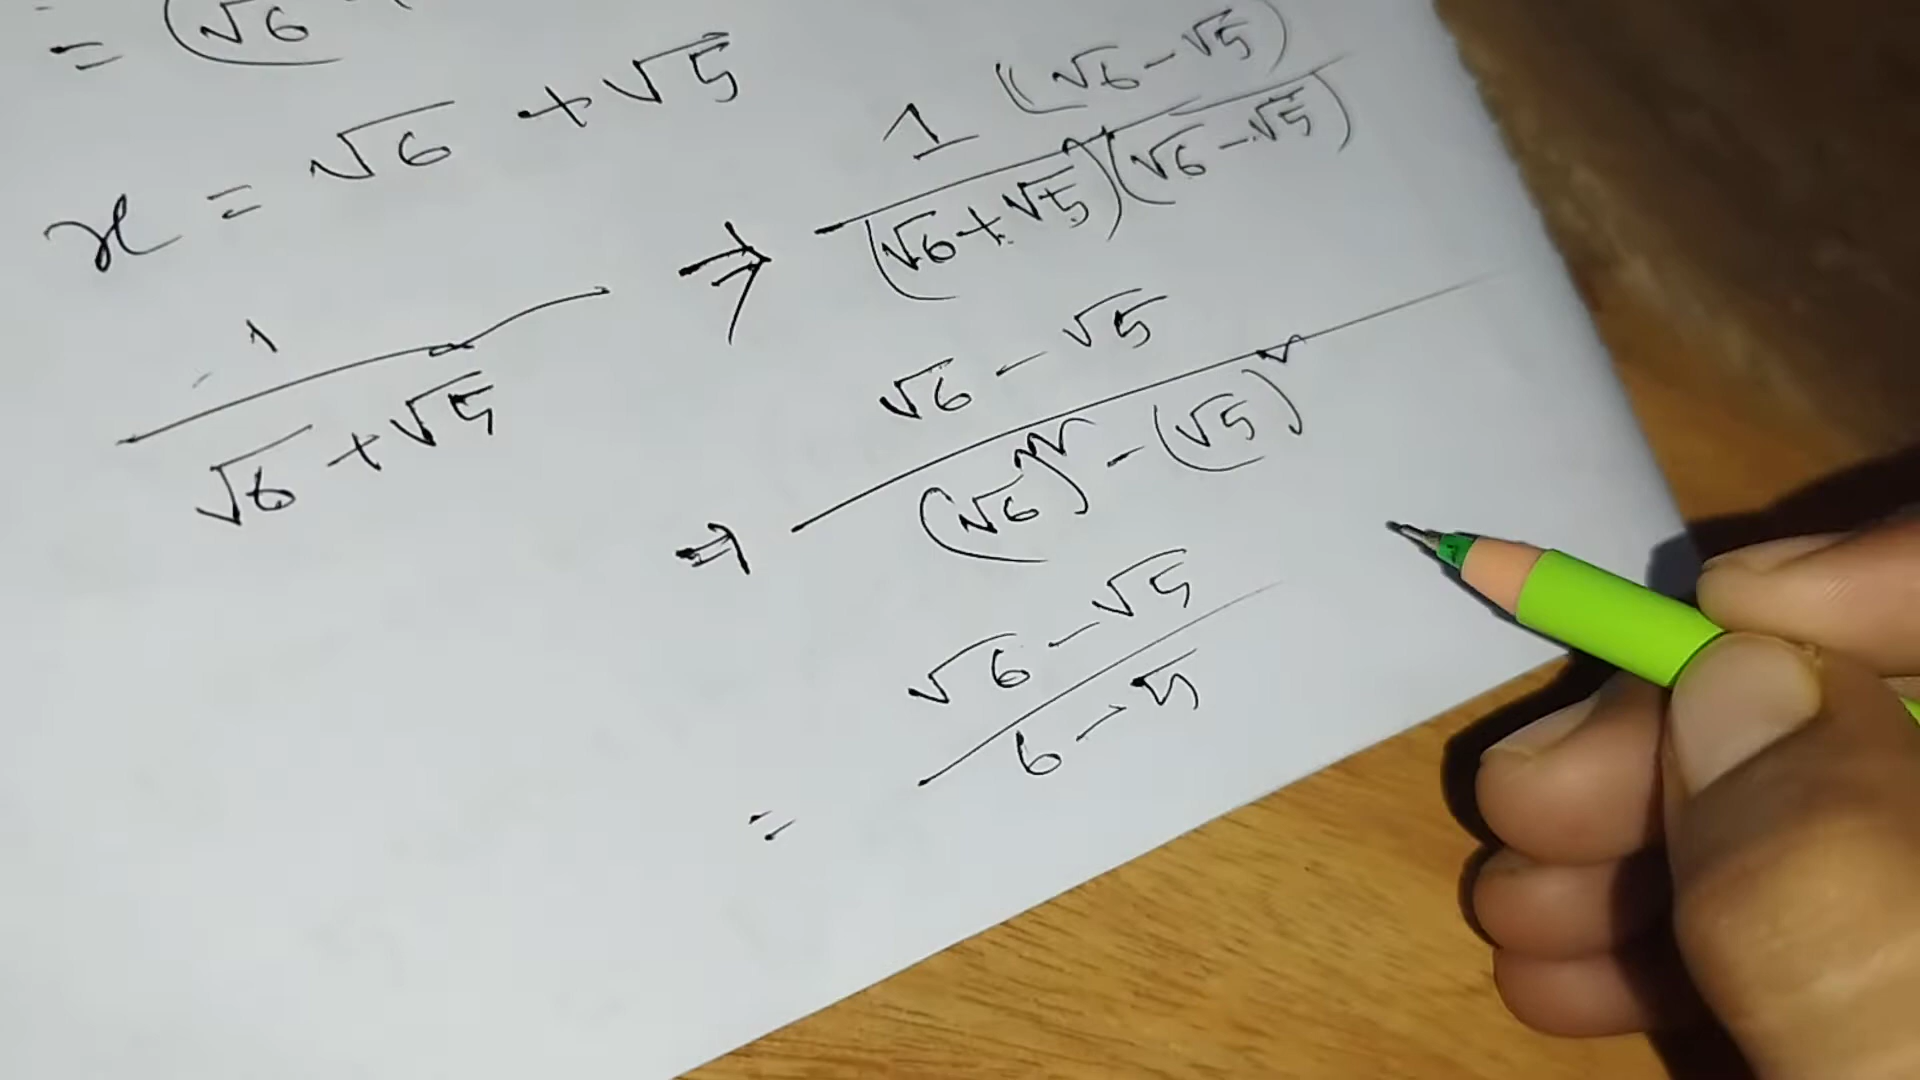 = (√6
x = √6 + √5
1
√6 + √5
⇒ 1 (√6 - √5)
(√6 + √5)(√6 - √5)
⇒ √6 - √5
(√6)² - (√5)²
= √6 - √5
6 - 5